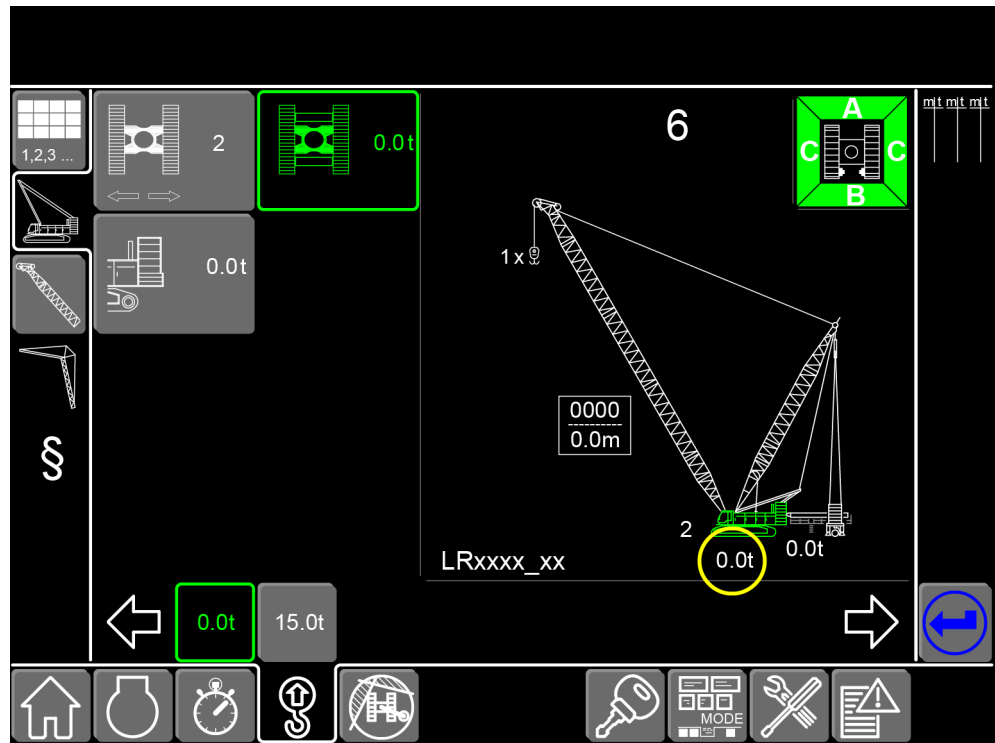 1,2,3 ...
2
0.0t
0.0t
6
A
C
C
B
m|t m|t m|t
1 x
0000
0.0m
2
0.0t
0.0t
LRxxxx_xx
§
0.0t
15.0t
MODE